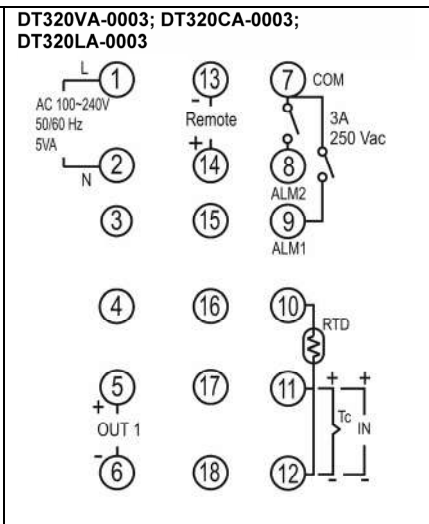 DT320VA-0003; DT320CA-0003;
DT320LA-0003
L 1 13 7 COM
AC 100~240V
50/60 Hz
5VA
- Remote +
3A
250 Vac
N 2 14 8
ALM2
3 15 9
ALM1
4 16 10
RTD
5 17 11 + +
+
OUT 1
-
Tc IN
6 18 12 - -